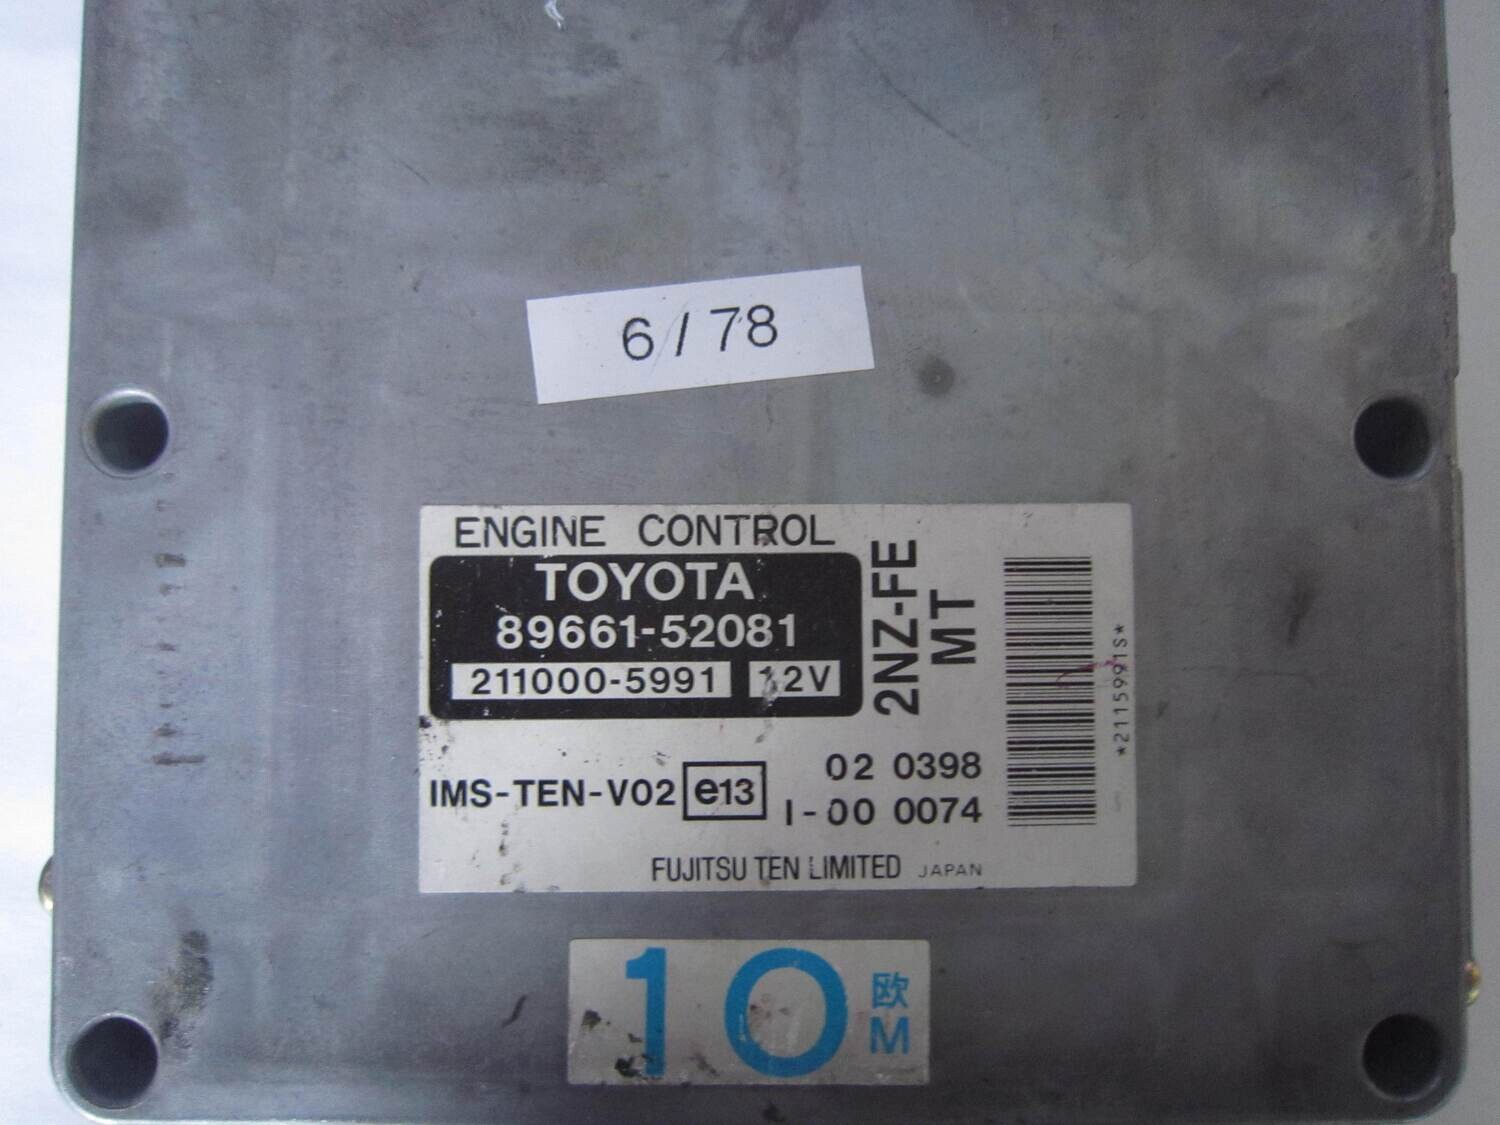 6/78
ENGINE CONTROL
TOYOTA
89661-52081
211000-5991 12V
2NZ-FE
MT
*2115991S*
IMS-TEN-V02 e13 02 0398
I-00 0074
FUJITSU TEN LIMITED JAPAN
10 欧
M